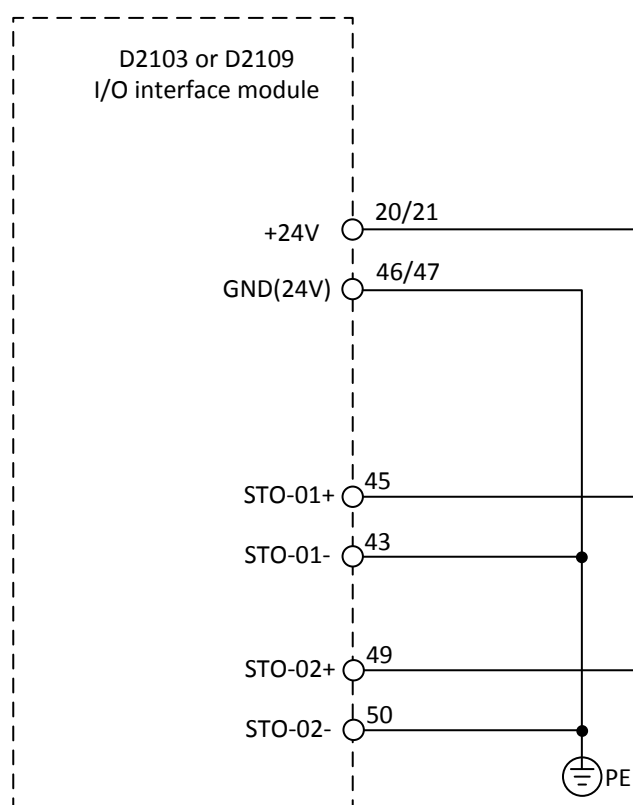 D2103 or D2109
I/O interface module
+24V 20/21
GND(24V) 46/47
STO-01+ 45
STO-01- 43
STO-02+ 49
STO-02- 50
PE